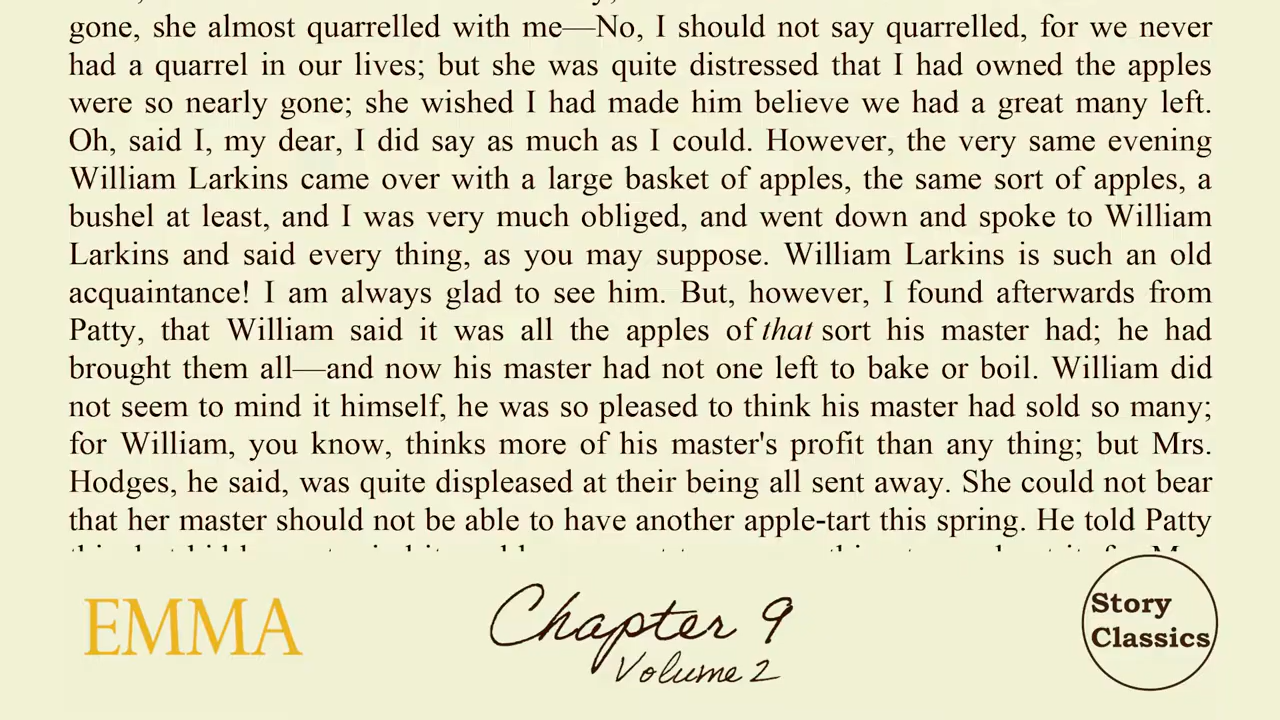 gone, she almost quarrelled with me—No, I should not say quarrelled, for we never
had a quarrel in our lives; but she was quite distressed that I had owned the apples
were so nearly gone; she wished I had made him believe we had a great many left.
Oh, said I, my dear, I did say as much as I could. However, the very same evening
William Larkins came over with a large basket of apples, the same sort of apples, a
bushel at least, and I was very much obliged, and went down and spoke to William
Larkins and said every thing, as you may suppose. William Larkins is such an old
acquaintance! I am always glad to see him. But, however, I found afterwards from
Patty, that William said it was all the apples of that sort his master had; he had
brought them all—and now his master had not one left to bake or boil. William did
not seem to mind it himself, he was so pleased to think his master had sold so many;
for William, you know, thinks more of his master's profit than any thing; but Mrs.
Hodges, he said, was quite displeased at their being all sent away. She could not bear
that her master should not be able to have another apple-tart this spring. He told Patty
EMMA
Chapter 9
Volume 2
Story
Classics